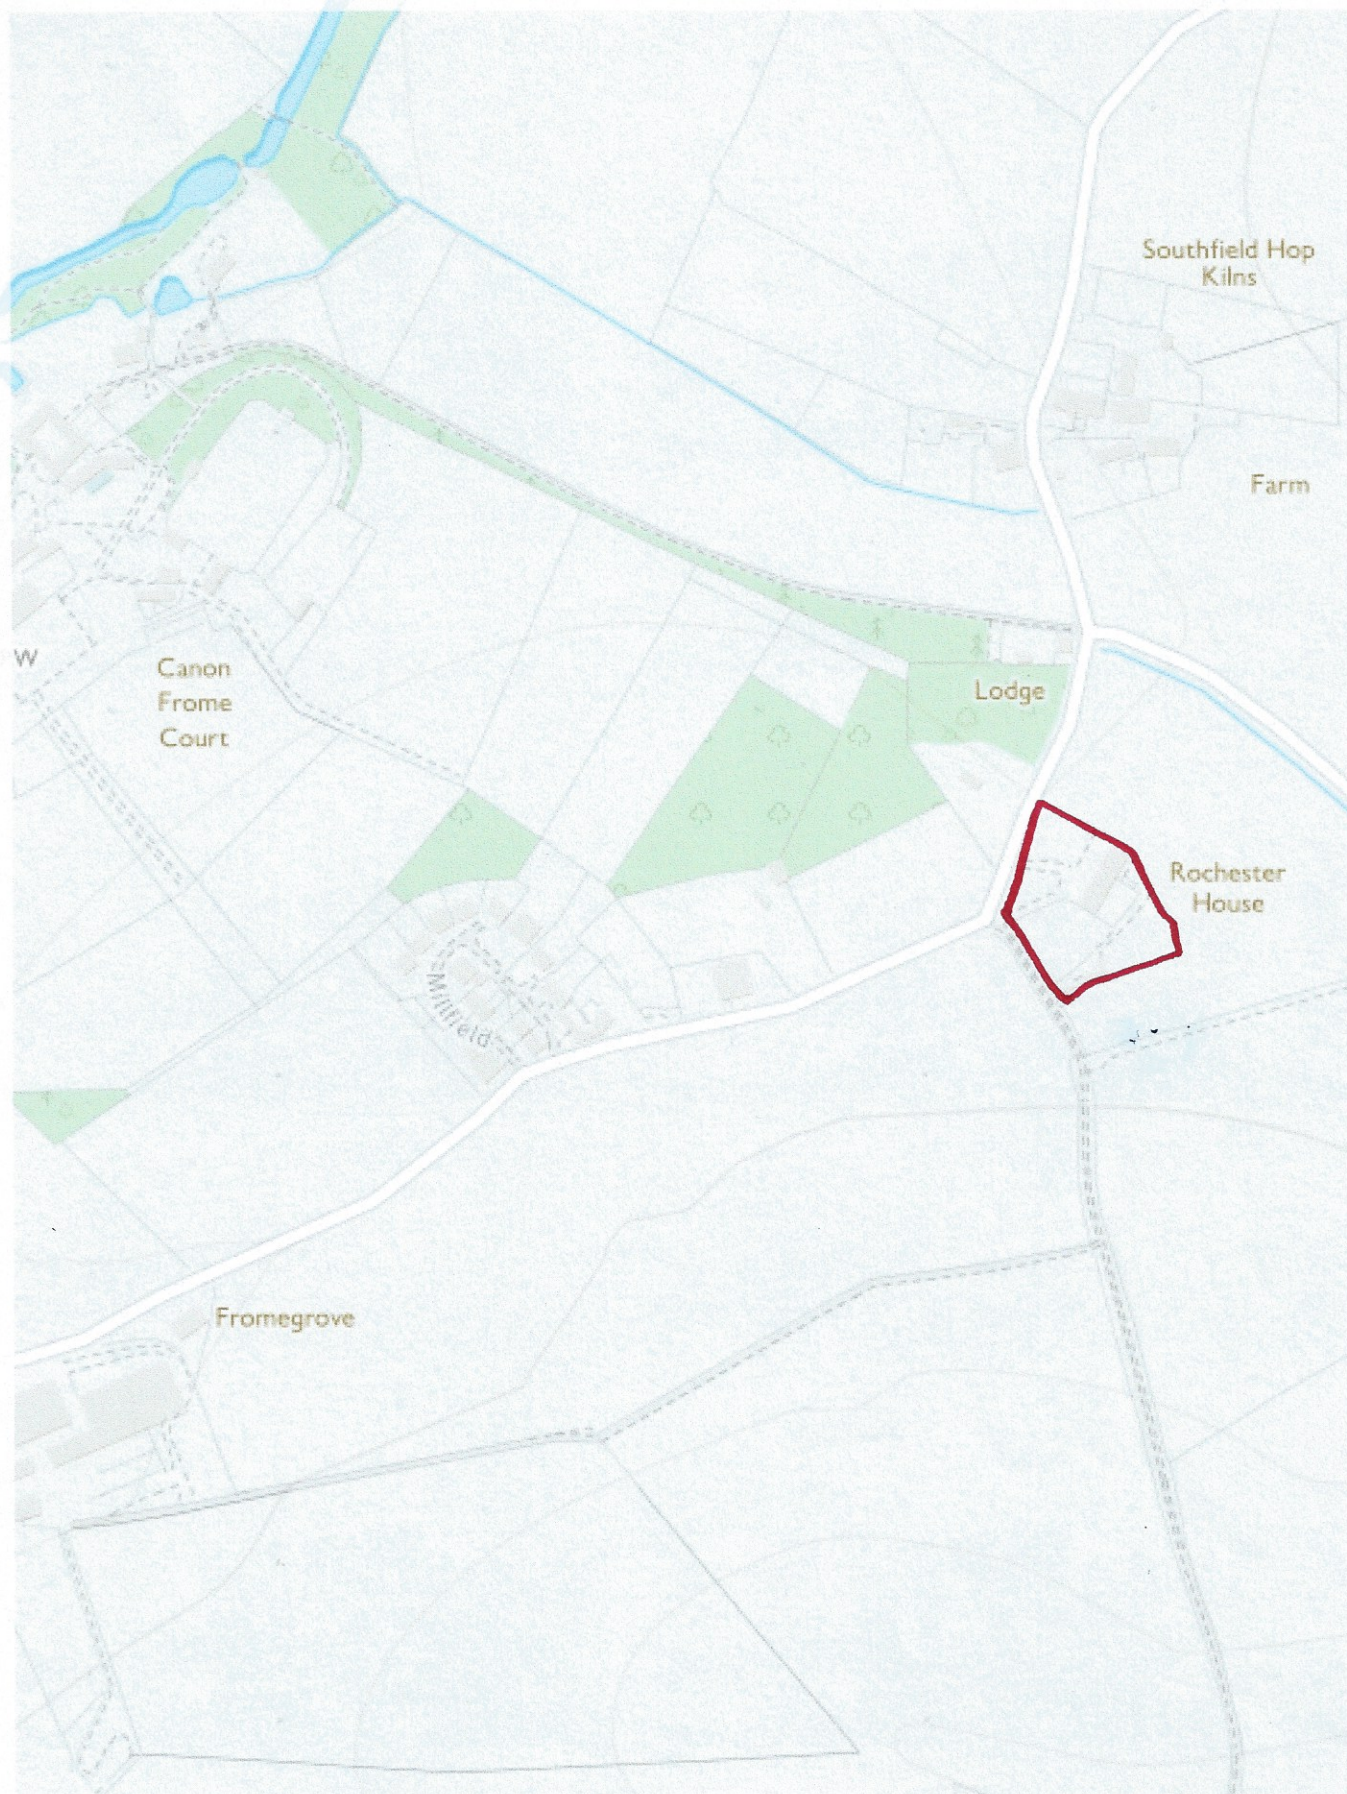 Southfield Hop
Kilns
Farm
W
Canon
Frome
Court
Lodge
Rochester
House
Millfield
Fromegrove